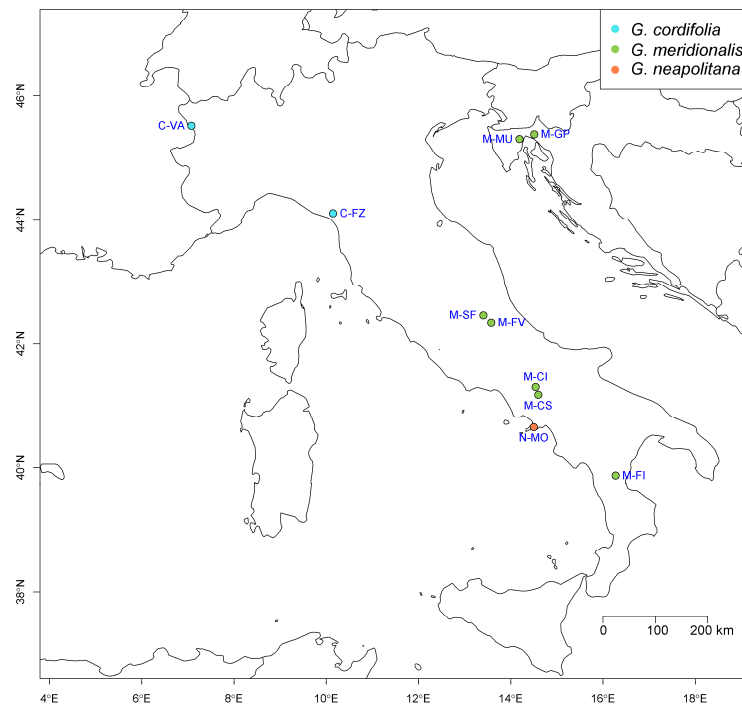 G. cordifolia
G. meridionalis
G. neapolitana
46°N
C-VA
M-MU
M-GP
44°N
C-FZ
M-SF
M-FV
42°N
M-CI
M-CS
N-MO
40°N
M-FI
38°N
0 100 200 km
4°E 6°E 8°E 10°E 12°E 14°E 16°E 18°E